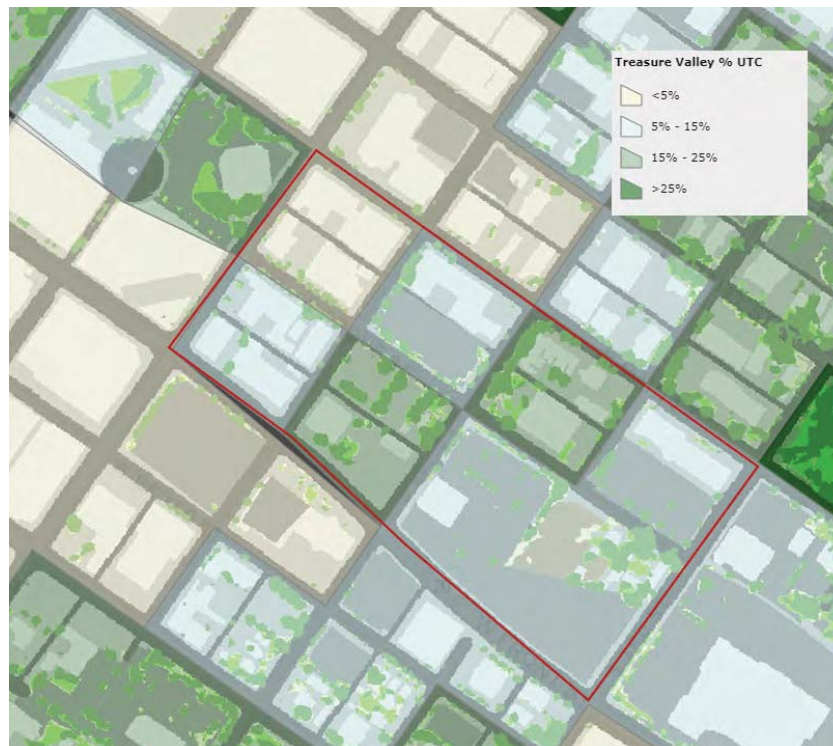 Treasure Valley % UTC
<5%
5% - 15%
15% - 25%
>25%